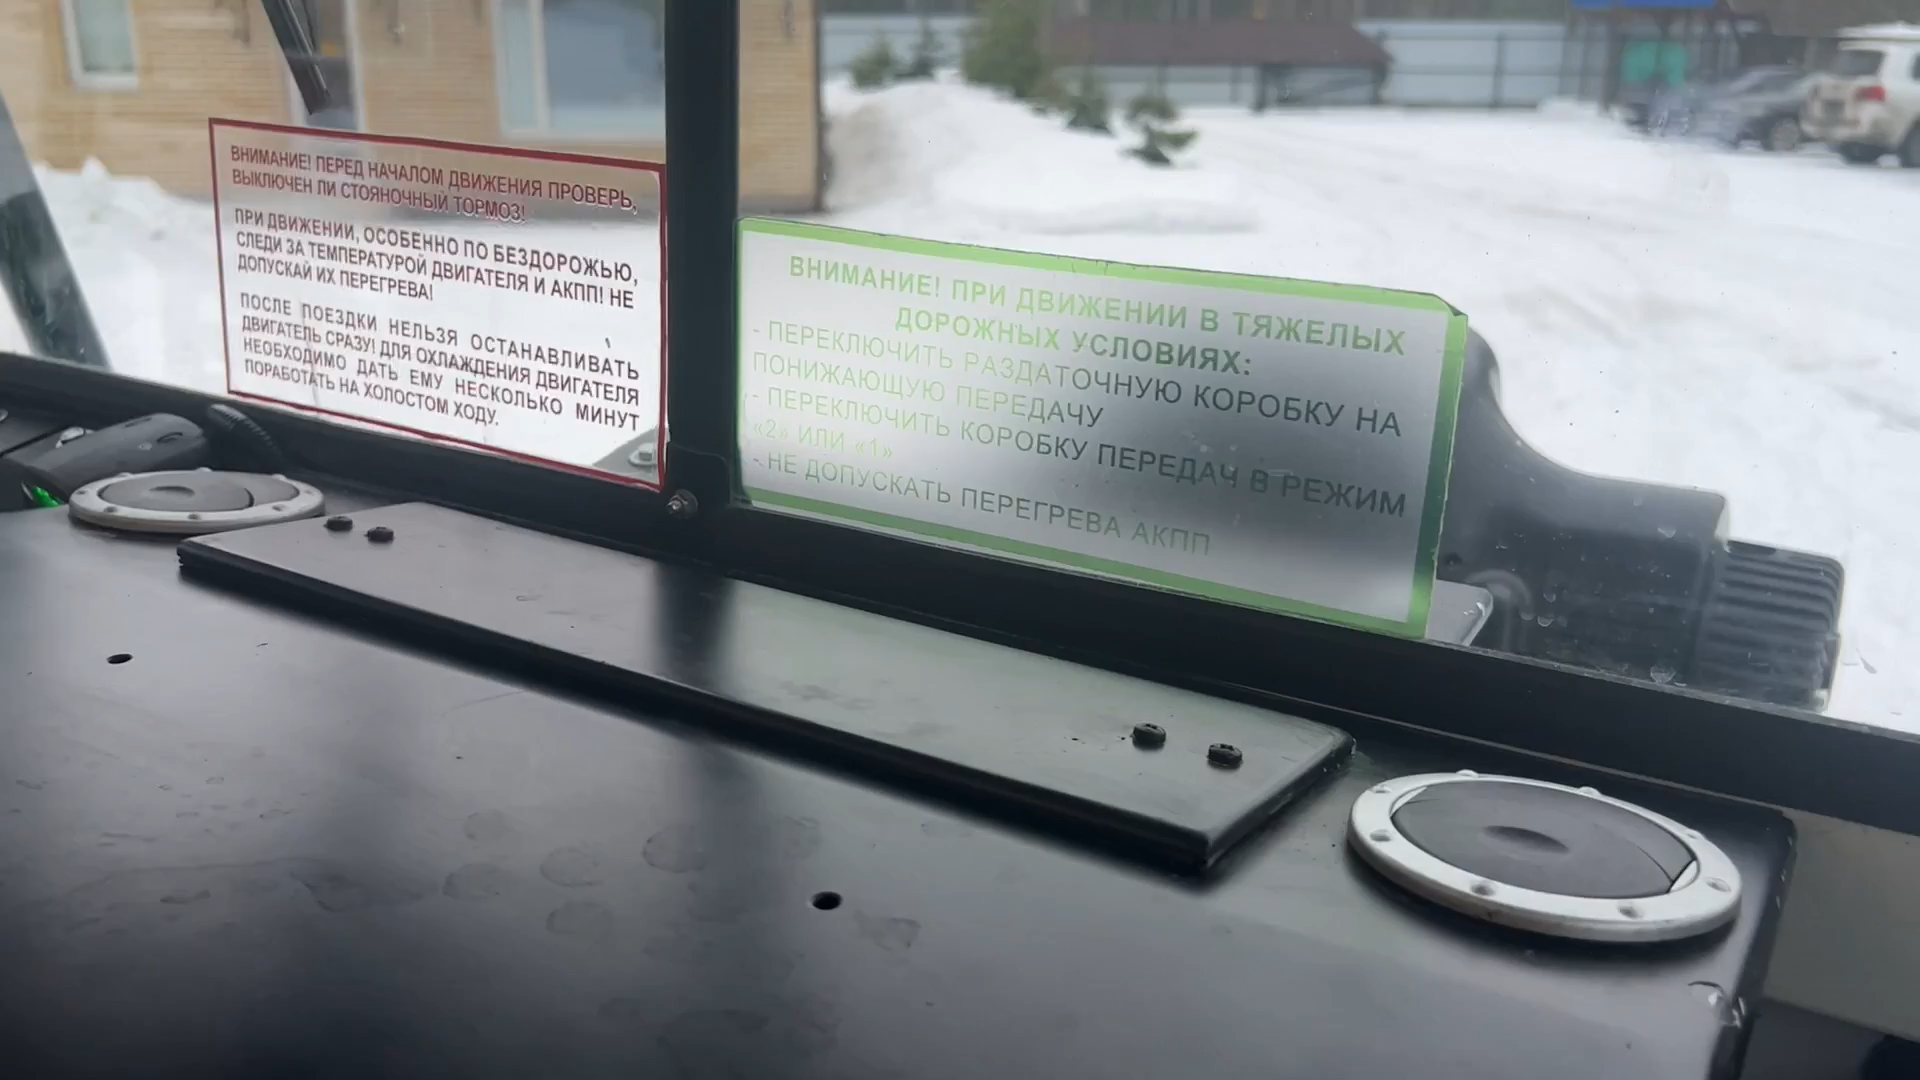 ВНИМАНИЕ! ПЕРЕД НАЧАЛОМ ДВИЖЕНИЯ ПРОВЕРЬ,
ВЫКЛЮЧЕН ЛИ СТОЯНОЧНЫЙ ТОРМОЗ!
ПРИ ДВИЖЕНИИ, ОСОБЕННО ПО БЕЗДОРОЖЬЮ,
СЛЕДИ ЗА ТЕМПЕРАТУРОЙ ДВИГАТЕЛЯ И АКПП! НЕ
ДОПУСКАЙ ИХ ПЕРЕГРЕВА!
ПОСЛЕ ПОЕЗДКИ НЕЛЬЗЯ ОСТАНАВЛИВАТЬ
ДВИГАТЕЛЬ СРАЗУ! ДЛЯ ОХЛАЖДЕНИЯ ДВИГАТЕЛЯ
НЕОБХОДИМО ДАТЬ ЕМУ НЕСКОЛЬКО МИНУТ
ПОРАБОТАТЬ НА ХОЛОСТОМ ХОДУ.
ВНИМАНИЕ! ПРИ ДВИЖЕНИИ В ТЯЖЕЛЫХ
ДОРОЖНЫХ УСЛОВИЯХ:
- ПЕРЕКЛЮЧИТЬ РАЗДАТОЧНУЮ КОРОБКУ НА
ПОНИЖАЮЩУЮ ПЕРЕДАЧУ
- ПЕРЕКЛЮЧИТЬ КОРОБКУ ПЕРЕДАЧ В РЕЖИМ
«2» ИЛИ «1»
- НЕ ДОПУСКАТЬ ПЕРЕГРЕВА АКПП